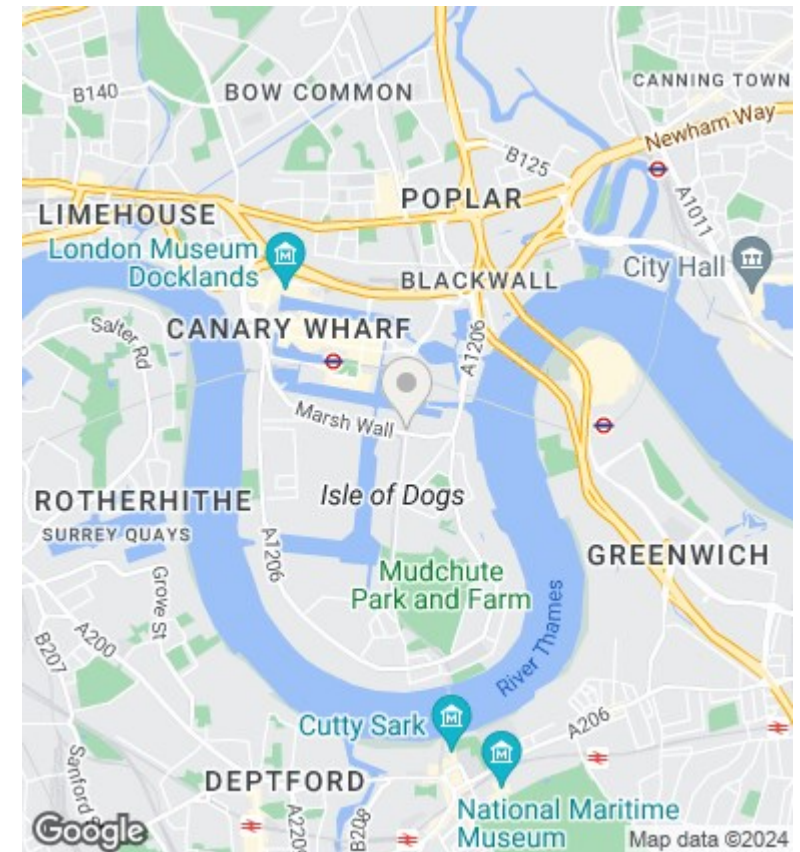 B140
BOW COMMON
CANNING TOWN
Newham Way
B125
A1011
LIMEHOUSE
POPLAR
London Museum
Docklands
BLACKWALL
City Hall
Salter Rd
CANARY WHARF
A1206
Marsh Wall
Isle of Dogs
ROTHERHITHE
SURREY QUAYS
A1206
GREENWICH
Mudchute
Park and Farm
Grove St
A200
B207
River Thames
Cutty Sark
A206
Sanford
DEPTFORD
National Maritime
Museum
A2209
B208
Google
Map data ©2024